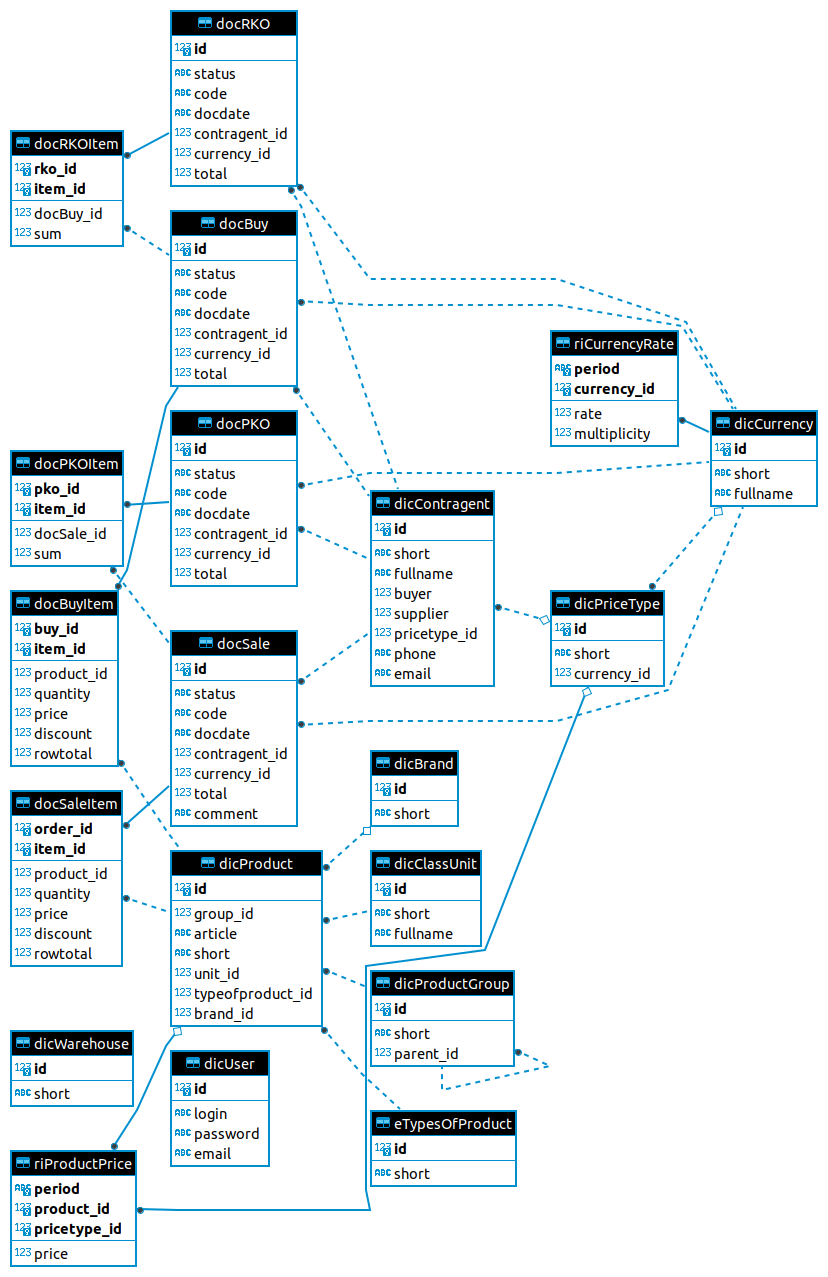 docRKO
123 id
ABC status
ABC code
ABC docdate
123 contragent_id
123 currency_id
123 total
docRKOItem
123 rko_id
123 item_id
123 docBuy_id
123 sum
docBuy
123 id
ABC status
ABC code
ABC docdate
123 contragent_id
123 currency_id
123 total
riCurrencyRate
ABC period
123 currency_id
123 rate
123 multiplicity
dicCurrency
123 id
ABC short
ABC fullname
docPKO
123 id
ABC status
ABC code
ABC docdate
123 contragent_id
123 currency_id
123 total
docPKOItem
123 pko_id
123 item_id
123 docSale_id
123 sum
dicContragent
123 id
ABC short
ABC fullname
123 buyer
123 supplier
123 pricetype_id
ABC phone
ABC email
docBuyItem
123 buy_id
123 item_id
123 product_id
123 quantity
123 price
123 discount
123 rowtotal
dicPriceType
123 id
ABC short
123 currency_id
docSale
123 id
ABC status
ABC code
ABC docdate
123 contragent_id
123 currency_id
123 total
ABC comment
docSaleItem
123 order_id
123 item_id
123 product_id
123 quantity
123 price
123 discount
123 rowtotal
dicBrand
123 id
ABC short
dicProduct
123 id
123 group_id
ABC article
ABC short
123 unit_id
123 typeofproduct_id
123 brand_id
dicClassUnit
123 id
ABC short
ABC fullname
dicProductGroup
123 id
ABC short
123 parent_id
dicWarehouse
123 id
ABC short
dicUser
123 id
ABC login
ABC password
ABC email
eTypesOfProduct
123 id
ABC short
riProductPrice
ABC period
123 product_id
123 pricetype_id
123 price